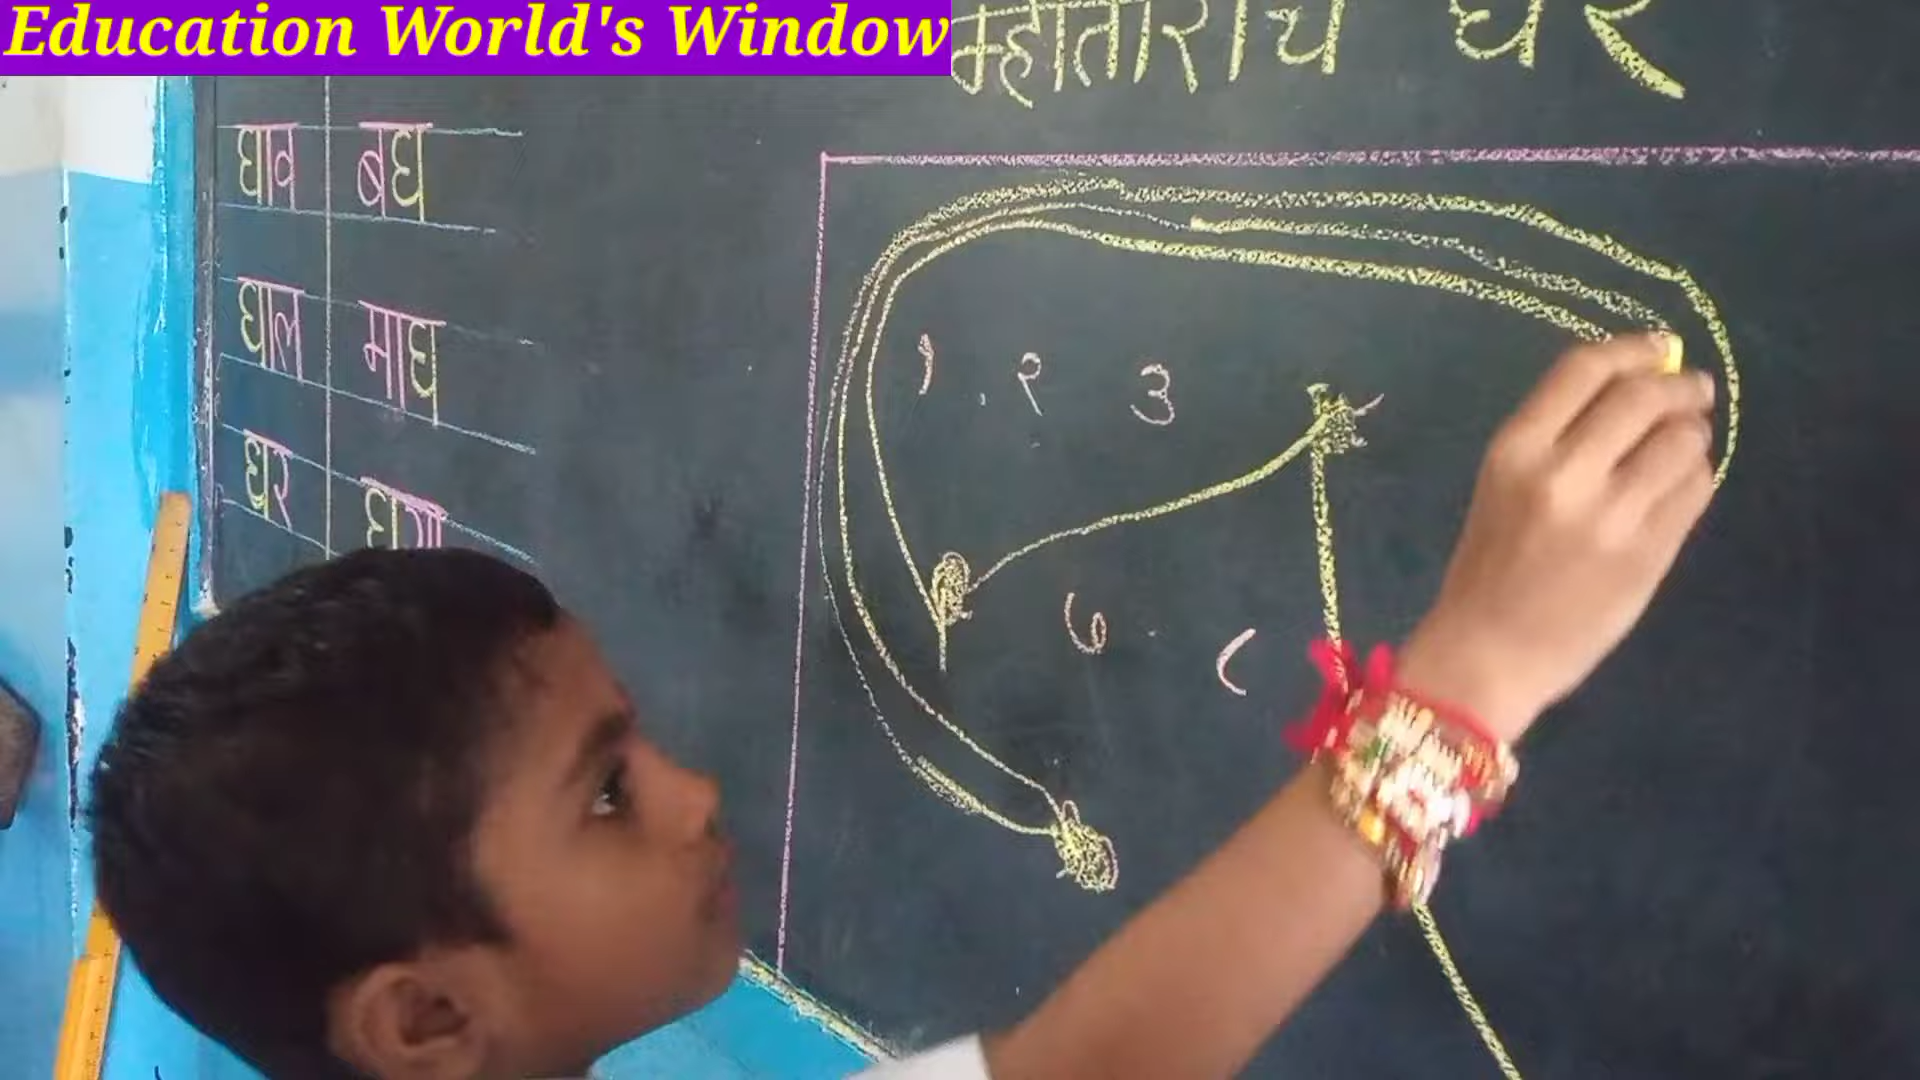 Education World's Window
म्हातारीचे घर
घाव बघ
घाल माघ
घर
१ २ ३
७ ८